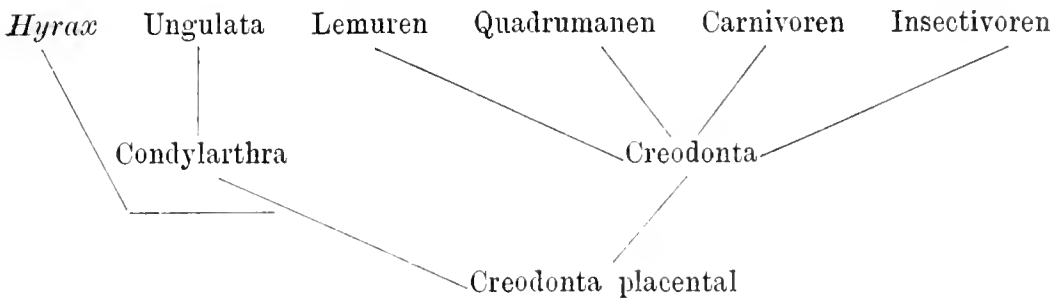 Hyrax Ungulata Lemuren Quadrumanen Carnivoren Insectivoren
Condylarthra Creodonta
Creodonta placental